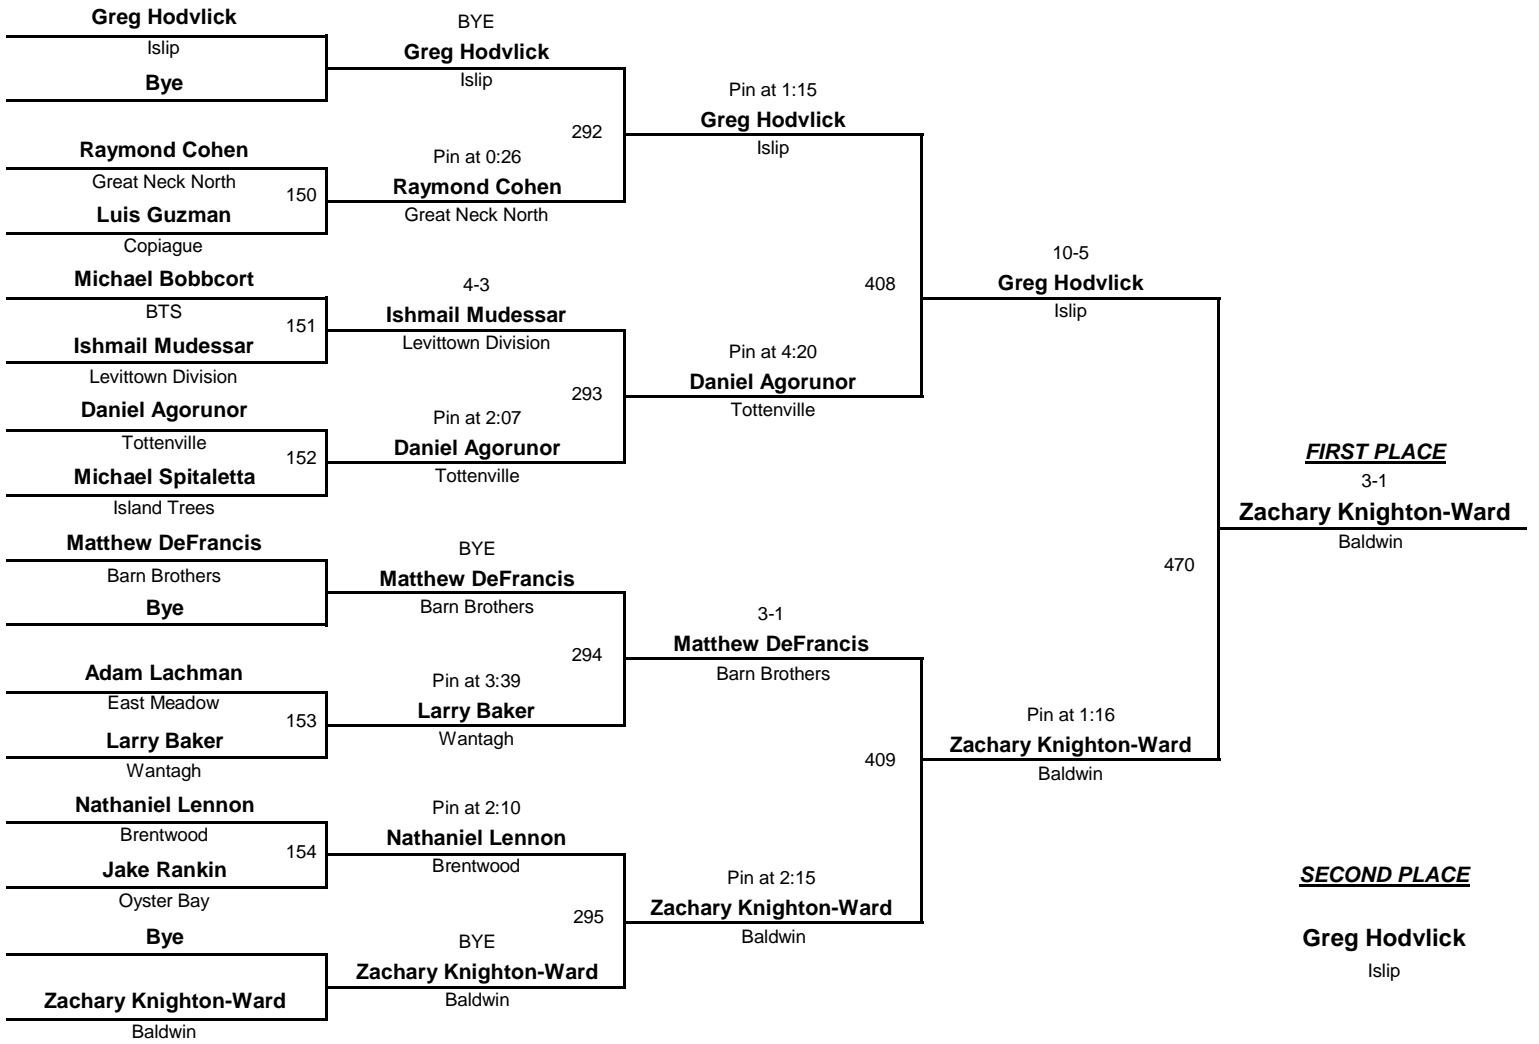 Greg Hodvlick
Islip
Bye
Raymond Cohen
Great Neck North
150
Luis Guzman
Copiague
Michael Bobbcort
BTS
151
Ishmail Mudessar
Levittown Division
Daniel Agorunor
Tottenville
152
Michael Spitaletta
Island Trees
Matthew DeFrancis
Barn Brothers
Bye
Adam Lachman
East Meadow
153
Larry Baker
Wantagh
Nathaniel Lennon
Brentwood
154
Jake Rankin
Oyster Bay
Bye
Zachary Knighton-Ward
Baldwin
BYE
Greg Hodvlick
Islip
292
Pin at 0:26
Raymond Cohen
Great Neck North
4-3
Ishmail Mudessar
Levittown Division
293
Pin at 2:07
Daniel Agorunor
Tottenville
BYE
Matthew DeFrancis
Barn Brothers
294
Pin at 3:39
Larry Baker
Wantagh
Pin at 2:10
Nathaniel Lennon
Brentwood
295
BYE
Zachary Knighton-Ward
Baldwin
Pin at 1:15
Greg Hodvlick
Islip
408
Pin at 4:20
Daniel Agorunor
Tottenville
3-1
Matthew DeFrancis
Barn Brothers
409
Pin at 2:15
Zachary Knighton-Ward
Baldwin
10-5
Greg Hodvlick
Islip
470
Pin at 1:16
Zachary Knighton-Ward
Baldwin
FIRST PLACE
3-1
Zachary Knighton-Ward
Baldwin
SECOND PLACE
Greg Hodvlick
Islip